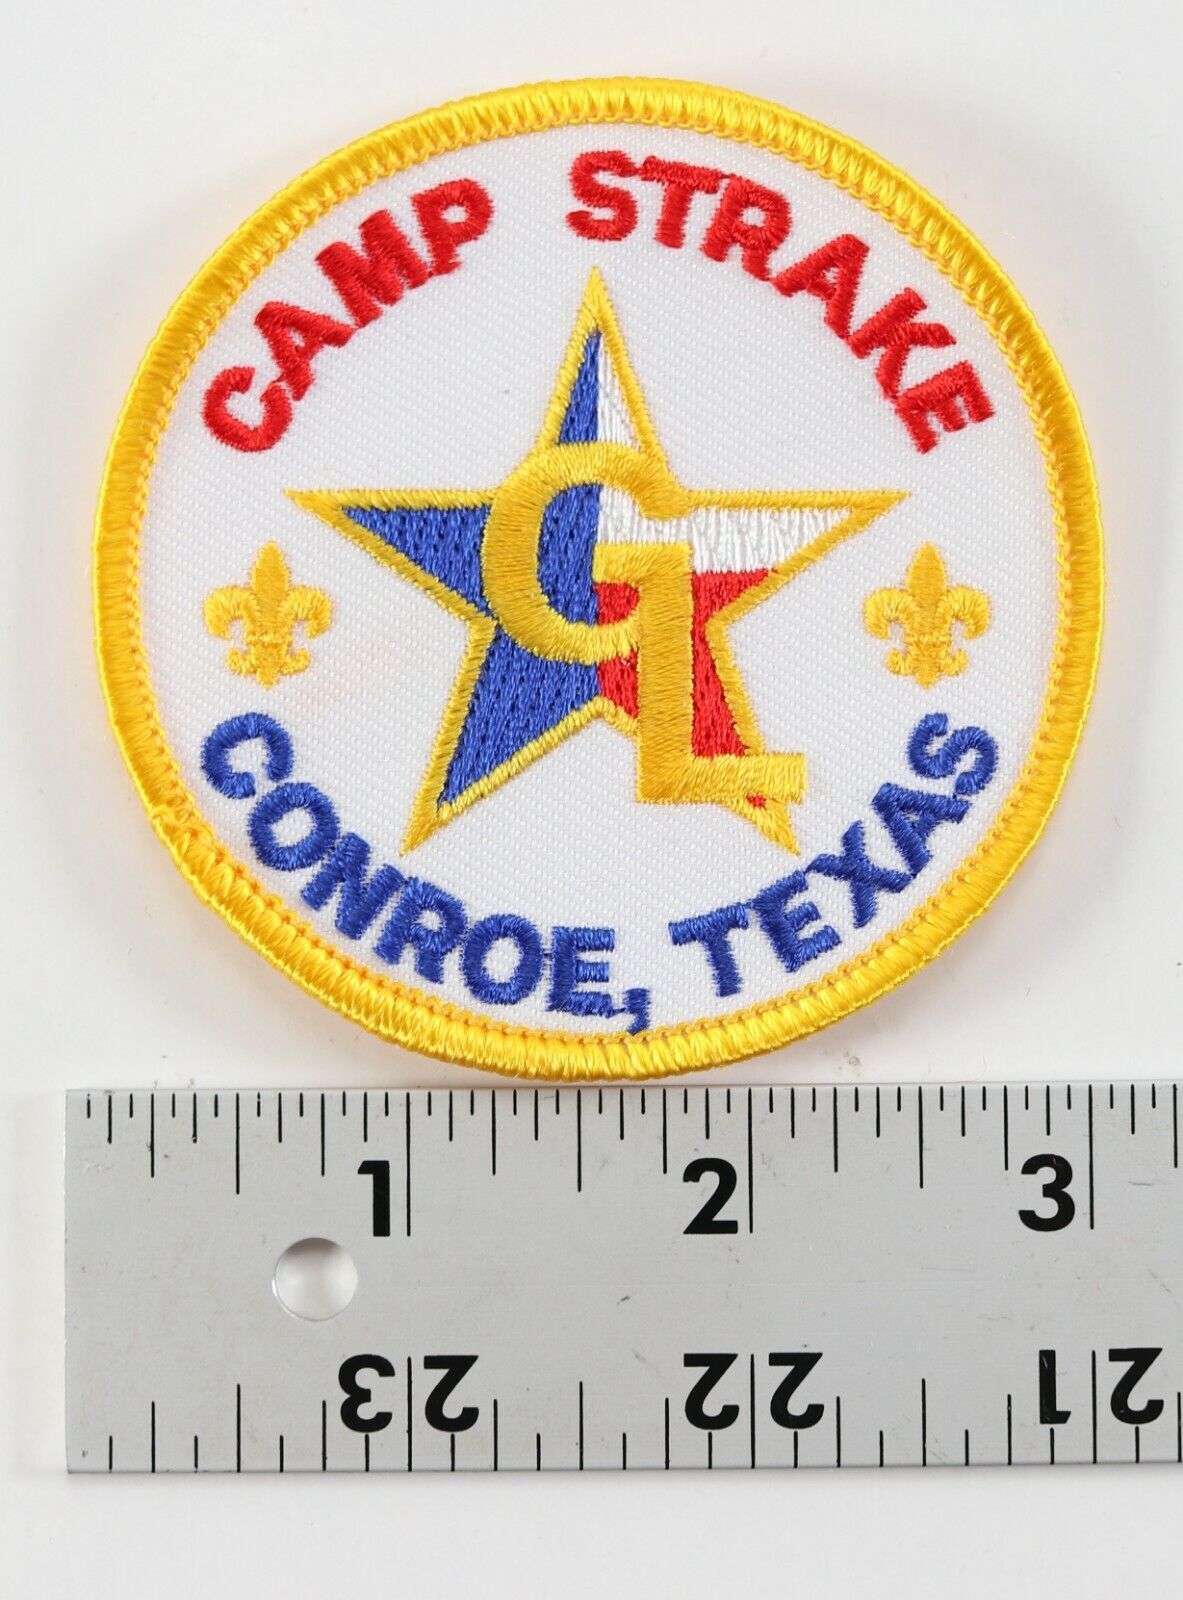 CAMP STRAKE
GL
CONROE, TEXAS
1 2 3
23 22 21